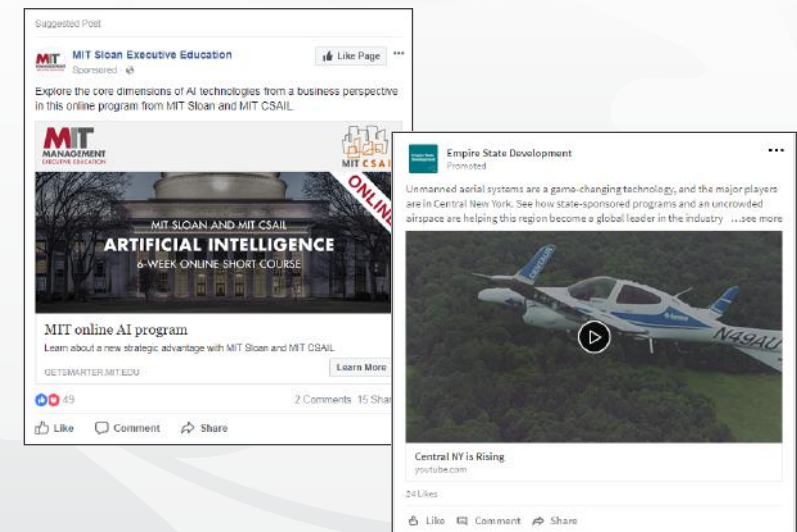 Suggested Post
MIT Sloan Executive Education
Sponsored
Like Page
Explore the core dimensions of AI technologies from a business perspective
in this online program from MIT Sloan and MIT CSAIL.
MIT
MANAGEMENT
EXECUTIVE EDUCATION
MIT CSAI
ONLINE
MIT SLOAN AND MIT CSAIL
ARTIFICIAL INTELLIGENCE
6-WEEK ONLINE SHORT COURSE
MIT online AI program
Learn about a new strategic advantage with MIT Sloan and MIT CSAIL
GETSMARTER.MIT.EDU
Learn More
49
2 Comments 15 Shar
Like Comment Share
Empire State Development
Promoted
Unmanned aerial systems are a game-changing technology, and the major players
are in Central New York. See how state-sponsored programs and an uncrowded
airspace are helping this region become a global leader in the industry ...see more
CENTAUR
N49AU
Central NY is Rising
youtube.com
24 Likes
Like Comment Share